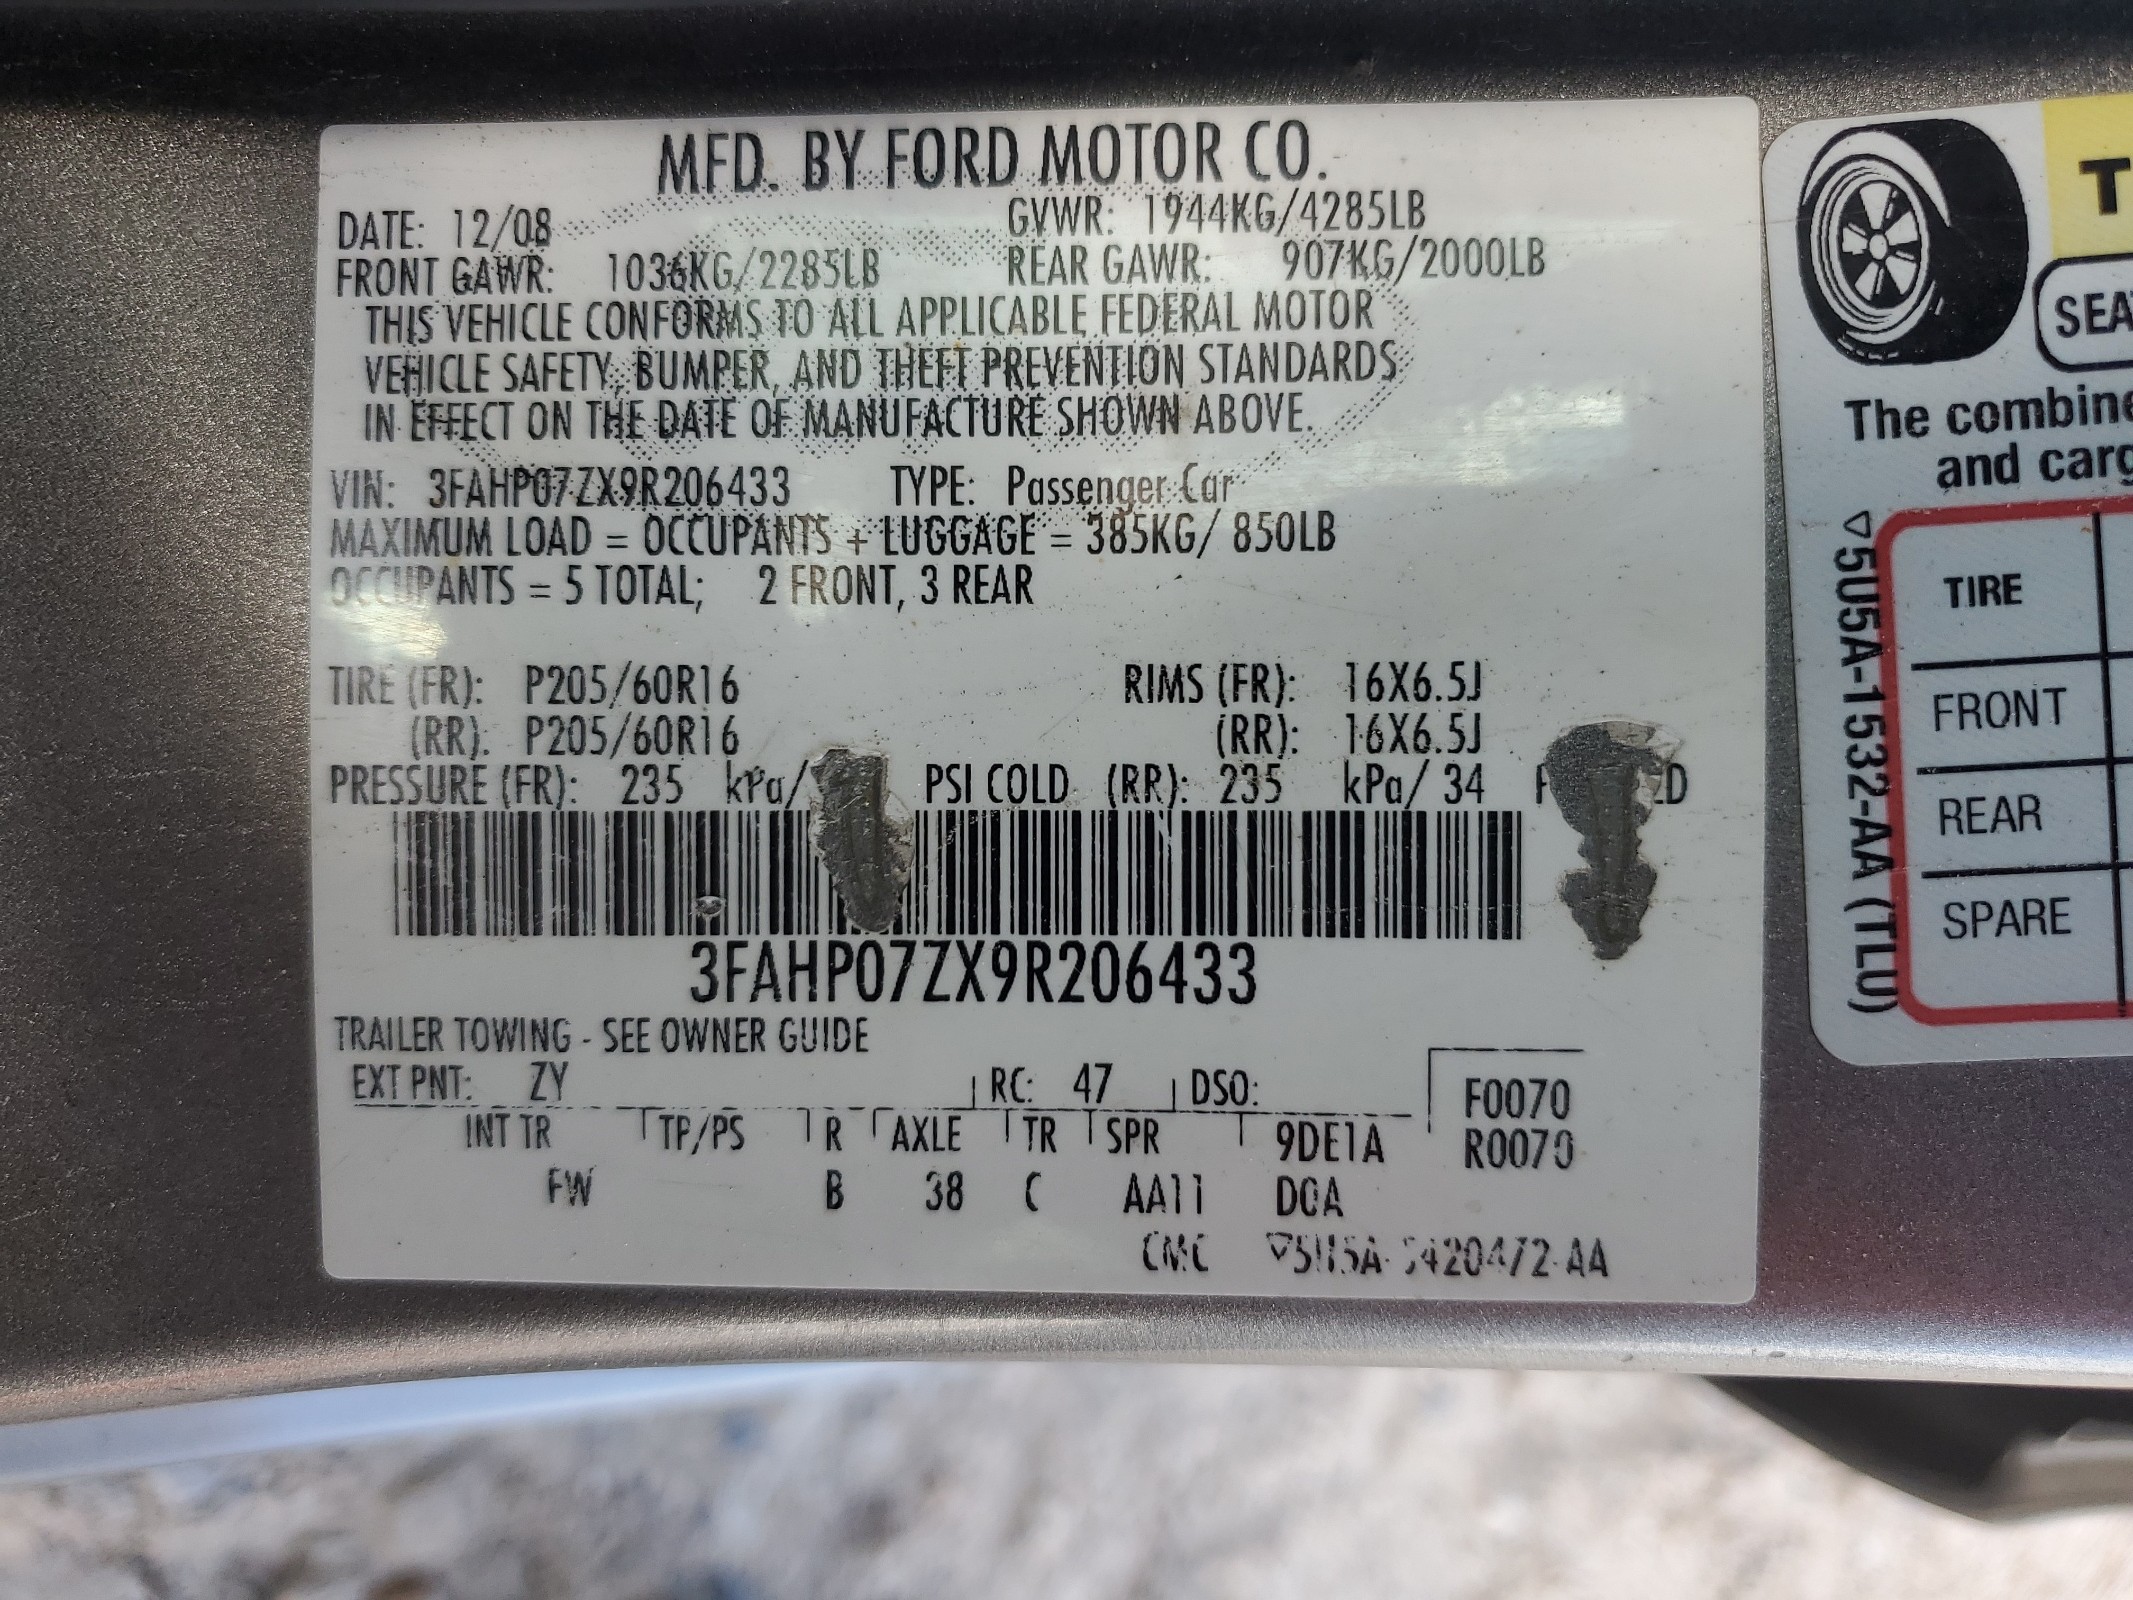 MFD. BY FORD MOTOR CO.
DATE: 12/08 GVWR: 1944KG/4285LB
FRONT GAWR: 1036KG/2285LB REAR GAWR: 907KG/2000LB
THIS VEHICLE CONFORMS TO ALL APPLICABLE FEDERAL MOTOR
VEHICLE SAFETY, BUMPER, AND THEFT PREVENTION STANDARDS
IN EFFECT ON THE DATE OF MANUFACTURE SHOWN ABOVE.
VIN: 3FAHP07ZX9R206433 TYPE: Passenger Car
MAXIMUM LOAD = OCCUPANTS + LUGGAGE = 385KG/ 850LB
OCCUPANTS = 5 TOTAL; 2 FRONT, 3 REAR
TIRE (FR): P205/60R16 RIMS (FR): 16X6.5J
(RR): P205/60R16 (RR): 16X6.5J
PRESSURE (FR): 235 kPa/ PSI COLD (RR): 235 kPa/ 34
3FAHP07ZX9R206433
TRAILER TOWING - SEE OWNER GUIDE
EXT PNT: ZY RC: 47 DSO:
F0070
R0070
INT TR TP/PS R AXLE TR SPR 9DE1A
FW B 38 C AA11 DOA
CMC
T
SEA
The combine
and carg
TIRE
FRONT
REAR
SPARE
▽5U5A-1532-AA (TLU)